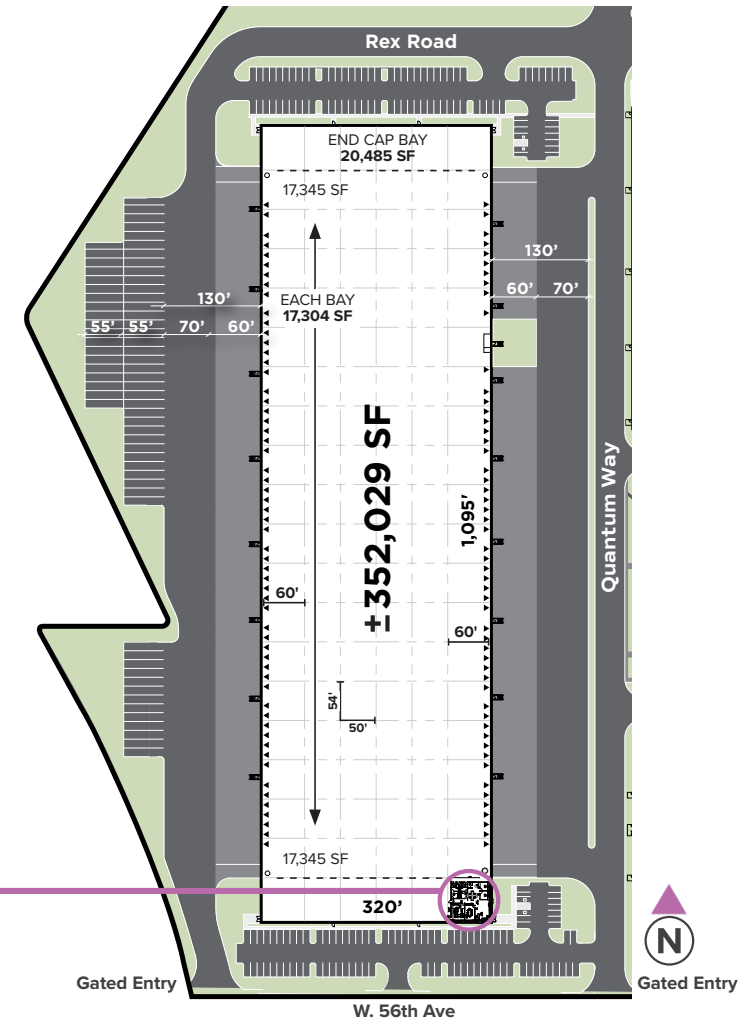 Rex Road
END CAP BAY
20,485 SF
17,345 SF
130’
60’ 70’
130’
EACH BAY
17,304 SF
55’ 55’ 70’ 60’
±352,029 SF
1,095’
Quantum Way
60'
60'
54'
50'
17,345 SF
320’
N
Gated Entry
Gated Entry
W. 56th Ave